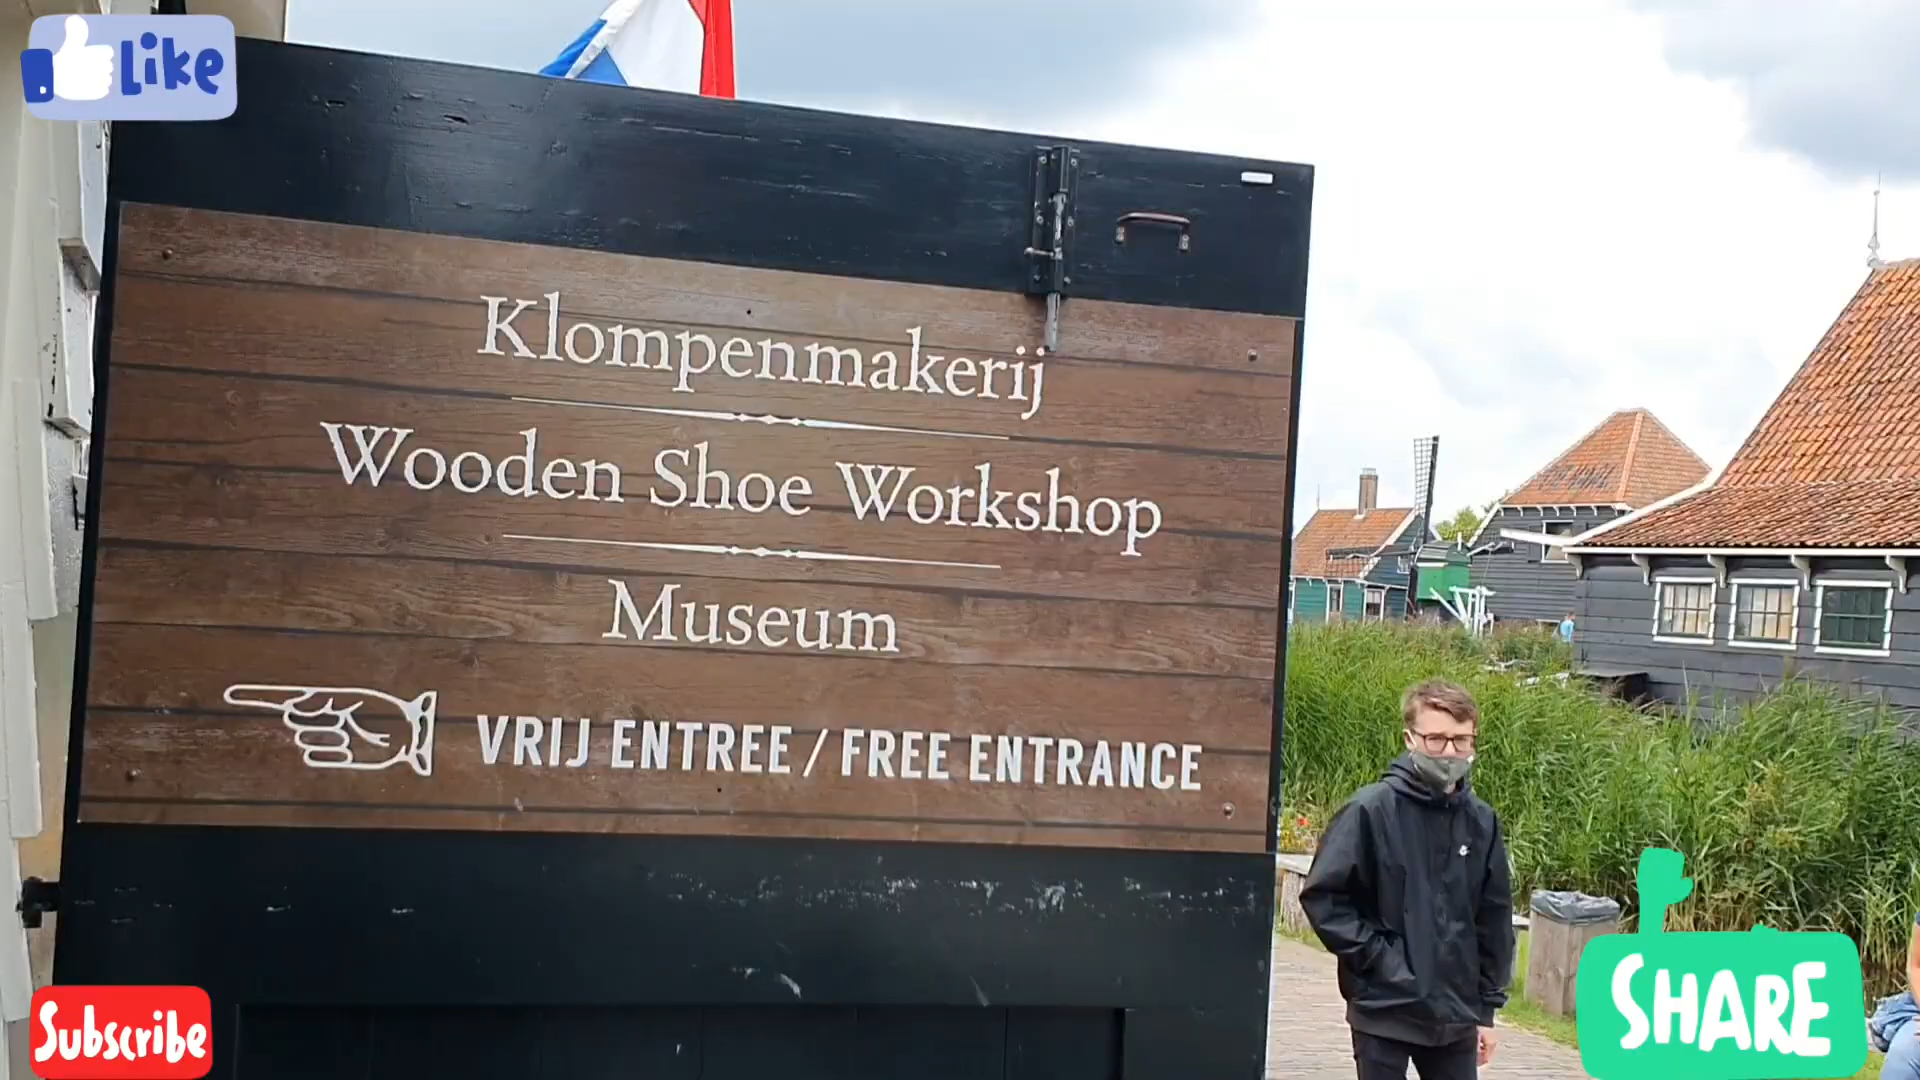 Like
Klompenmakerij
Wooden Shoe Workshop
Museum
VRIJ ENTREE / FREE ENTRANCE
Subscribe
SHARE